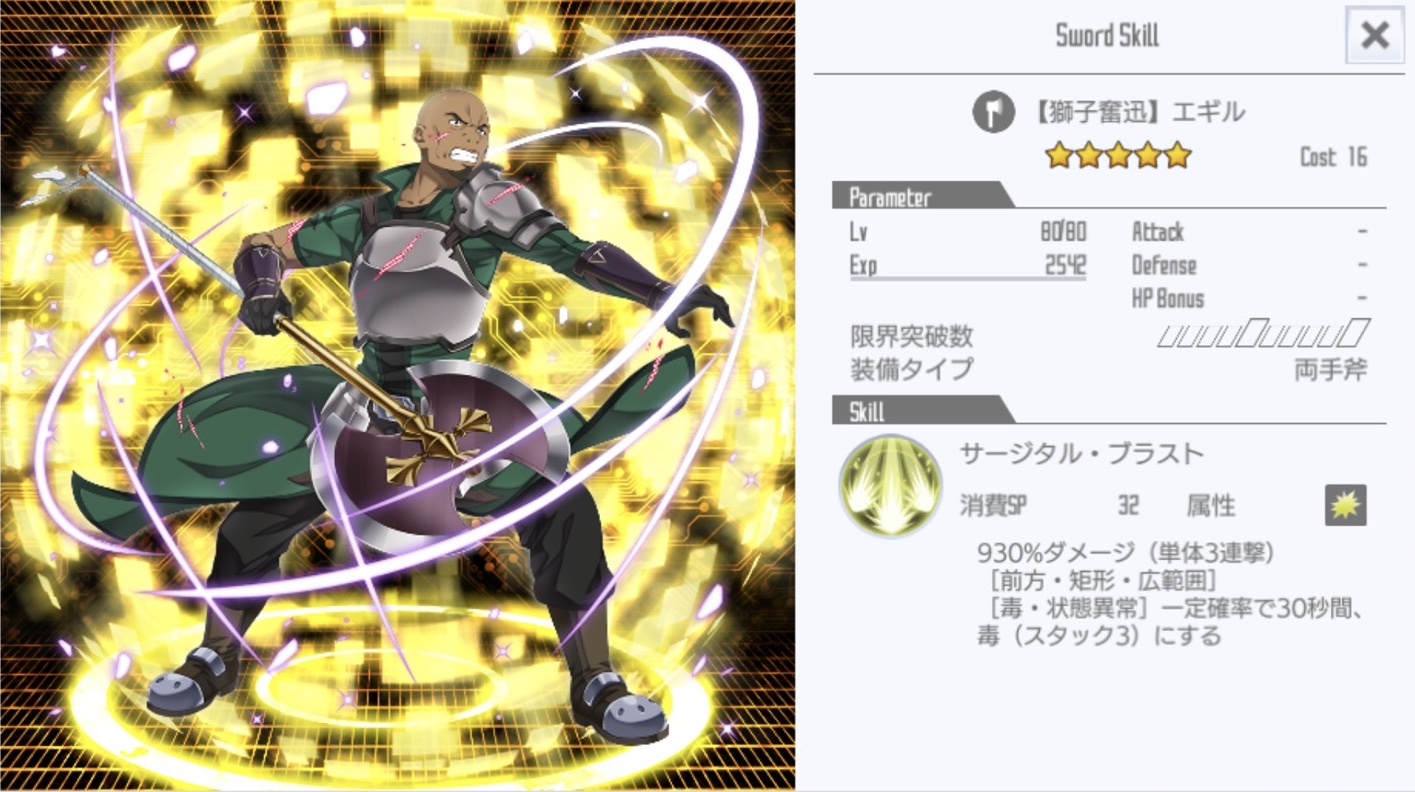 Sword Skill
【獅子奮迅】エギル
Cost 16
Parameter
Lv 80/80 Attack -
Exp 2542 Defense -
HP Bonus -
限界突破数
装備タイプ 両手斧
Skill
サージタル・ブラスト
消費SP 32 属性
930%ダメージ（単体3連撃）
［前方・矩形・広範囲］
［毒・状態異常］一定確率で30秒間、
毒（スタック3）にする